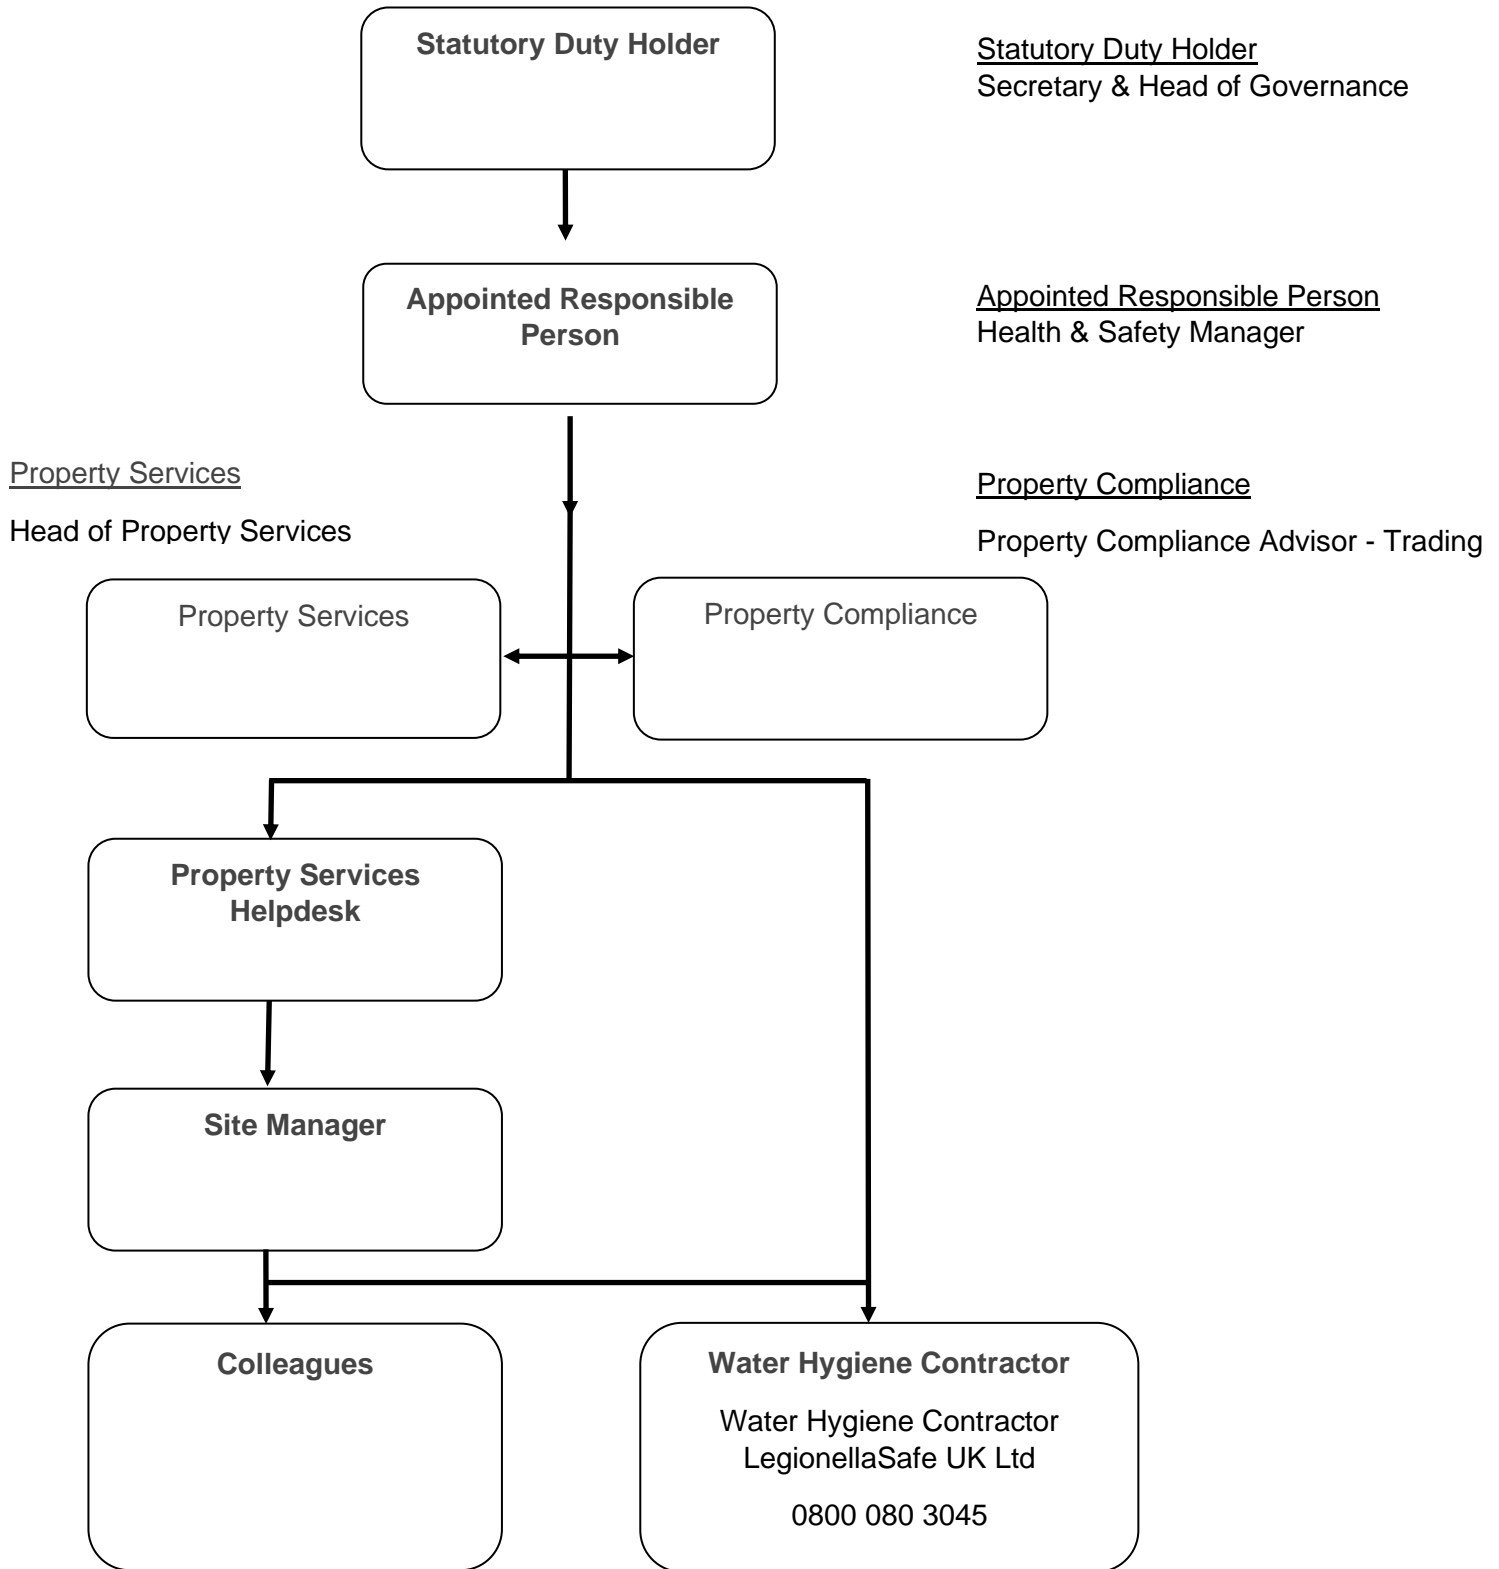 Statutory Duty Holder
Statutory Duty Holder
Secretary & Head of Governance
Appointed Responsible
Person
Appointed Responsible Person
Health & Safety Manager
Property Services
Head of Property Services
Property Compliance
Property Compliance Advisor - Trading
Property Services
Property Compliance
Property Services
Helpdesk
Site Manager
Colleagues
Water Hygiene Contractor
Water Hygiene Contractor
LegionellaSafe UK Ltd
0800 080 3045